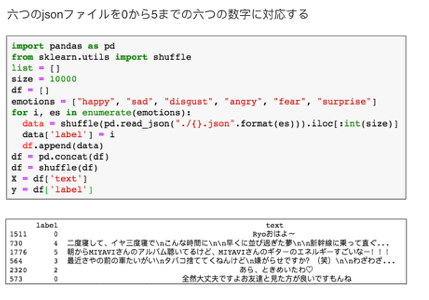 六つのjsonファイルを0から5までの六つの数字に対応する
import pandas as pd
from sklearn.utils import shuffle
list = []
size = 10000
df = []
emotions = ["happy", "sad", "disgust", "angry", "fear", "surprise"]
for i, es in enumerate(emotions):
data = shuffle(pd.read_json("./{}.json".format(es))).iloc[:int(size)]
data['label'] = i
df.append(data)
df = pd.concat(df)
df = shuffle(df)
X = df['text']
y = df['label']
label text
1511 0 Ryoおはよ～
730 4 二度寝して、イヤ三度寝で\nこんな時間に\n\n早くに並び過ぎた夢\n\n新幹線に乗って直ぐ...
1776 5 朝からMIYAVIさんのアルバム聴いてるけど、MIYAVIさんのギターのエネルギーすごいなー！！！
564 3 最近さやの前の車たいがい\nタバコ捨ててくねんけど\n嫌がらせですか？（笑）\n\nわざわざ...
2320 2 あら、ときめいたわ♡
573 0 全然大丈夫ですよお友達と見た方が良いですもんね